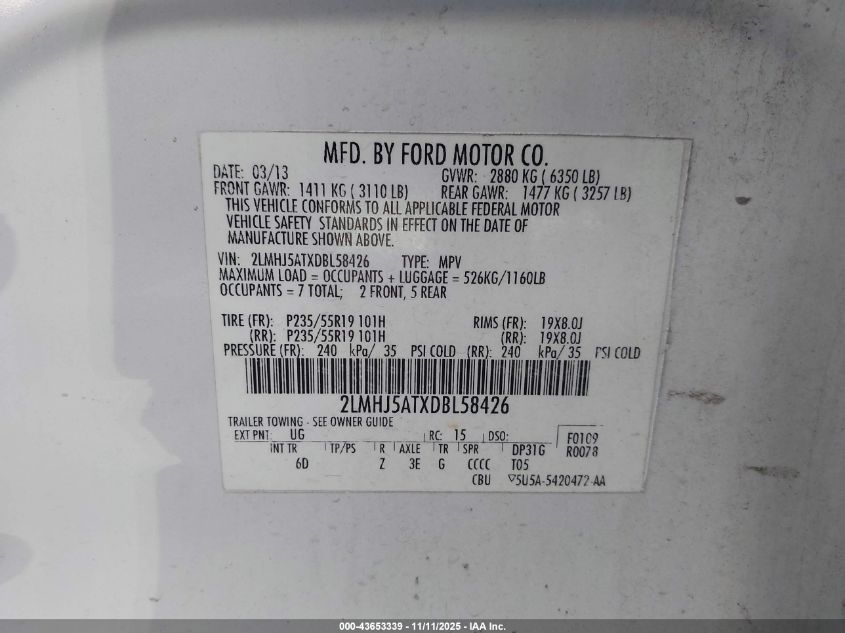 MFD. BY FORD MOTOR CO.
DATE: 03/13 GVWR: 2880 KG ( 6350 LB)
FRONT GAWR: 1411 KG ( 3110 LB) REAR GAWR: 1477 KG ( 3257 LB)
THIS VEHICLE CONFORMS TO ALL APPLICABLE FEDERAL MOTOR
VEHICLE SAFETY STANDARDS IN EFFECT ON THE DATE OF
MANUFACTURE SHOWN ABOVE.
VIN: 2LMHJ5ATXDBL58426 TYPE: MPV
MAXIMUM LOAD = OCCUPANTS + LUGGAGE = 526KG/1160LB
OCCUPANTS = 7 TOTAL; 2 FRONT, 5 REAR
TIRE (FR): P235/55R19 101H RIMS (FR): 19X8.0J
(RR): P235/55R19 101H (RR): 19X8.0J
PRESSURE (FR): 240 kPa/ 35 PSI COLD (RR): 240 kPa/ 35 PSI COLD
2LMHJ5ATXDBL58426
TRAILER TOWING - SEE OWNER GUIDE
EXT PNT: UG RC: 15 DSO: F0109
INT TR TP/PS R AXLE TR SPR DP31G R0078
6D Z 3E G CCCC T05
CBU ▽5U5A-5420472-AA
000-43653339 - 11/11/2025 - IAA Inc.